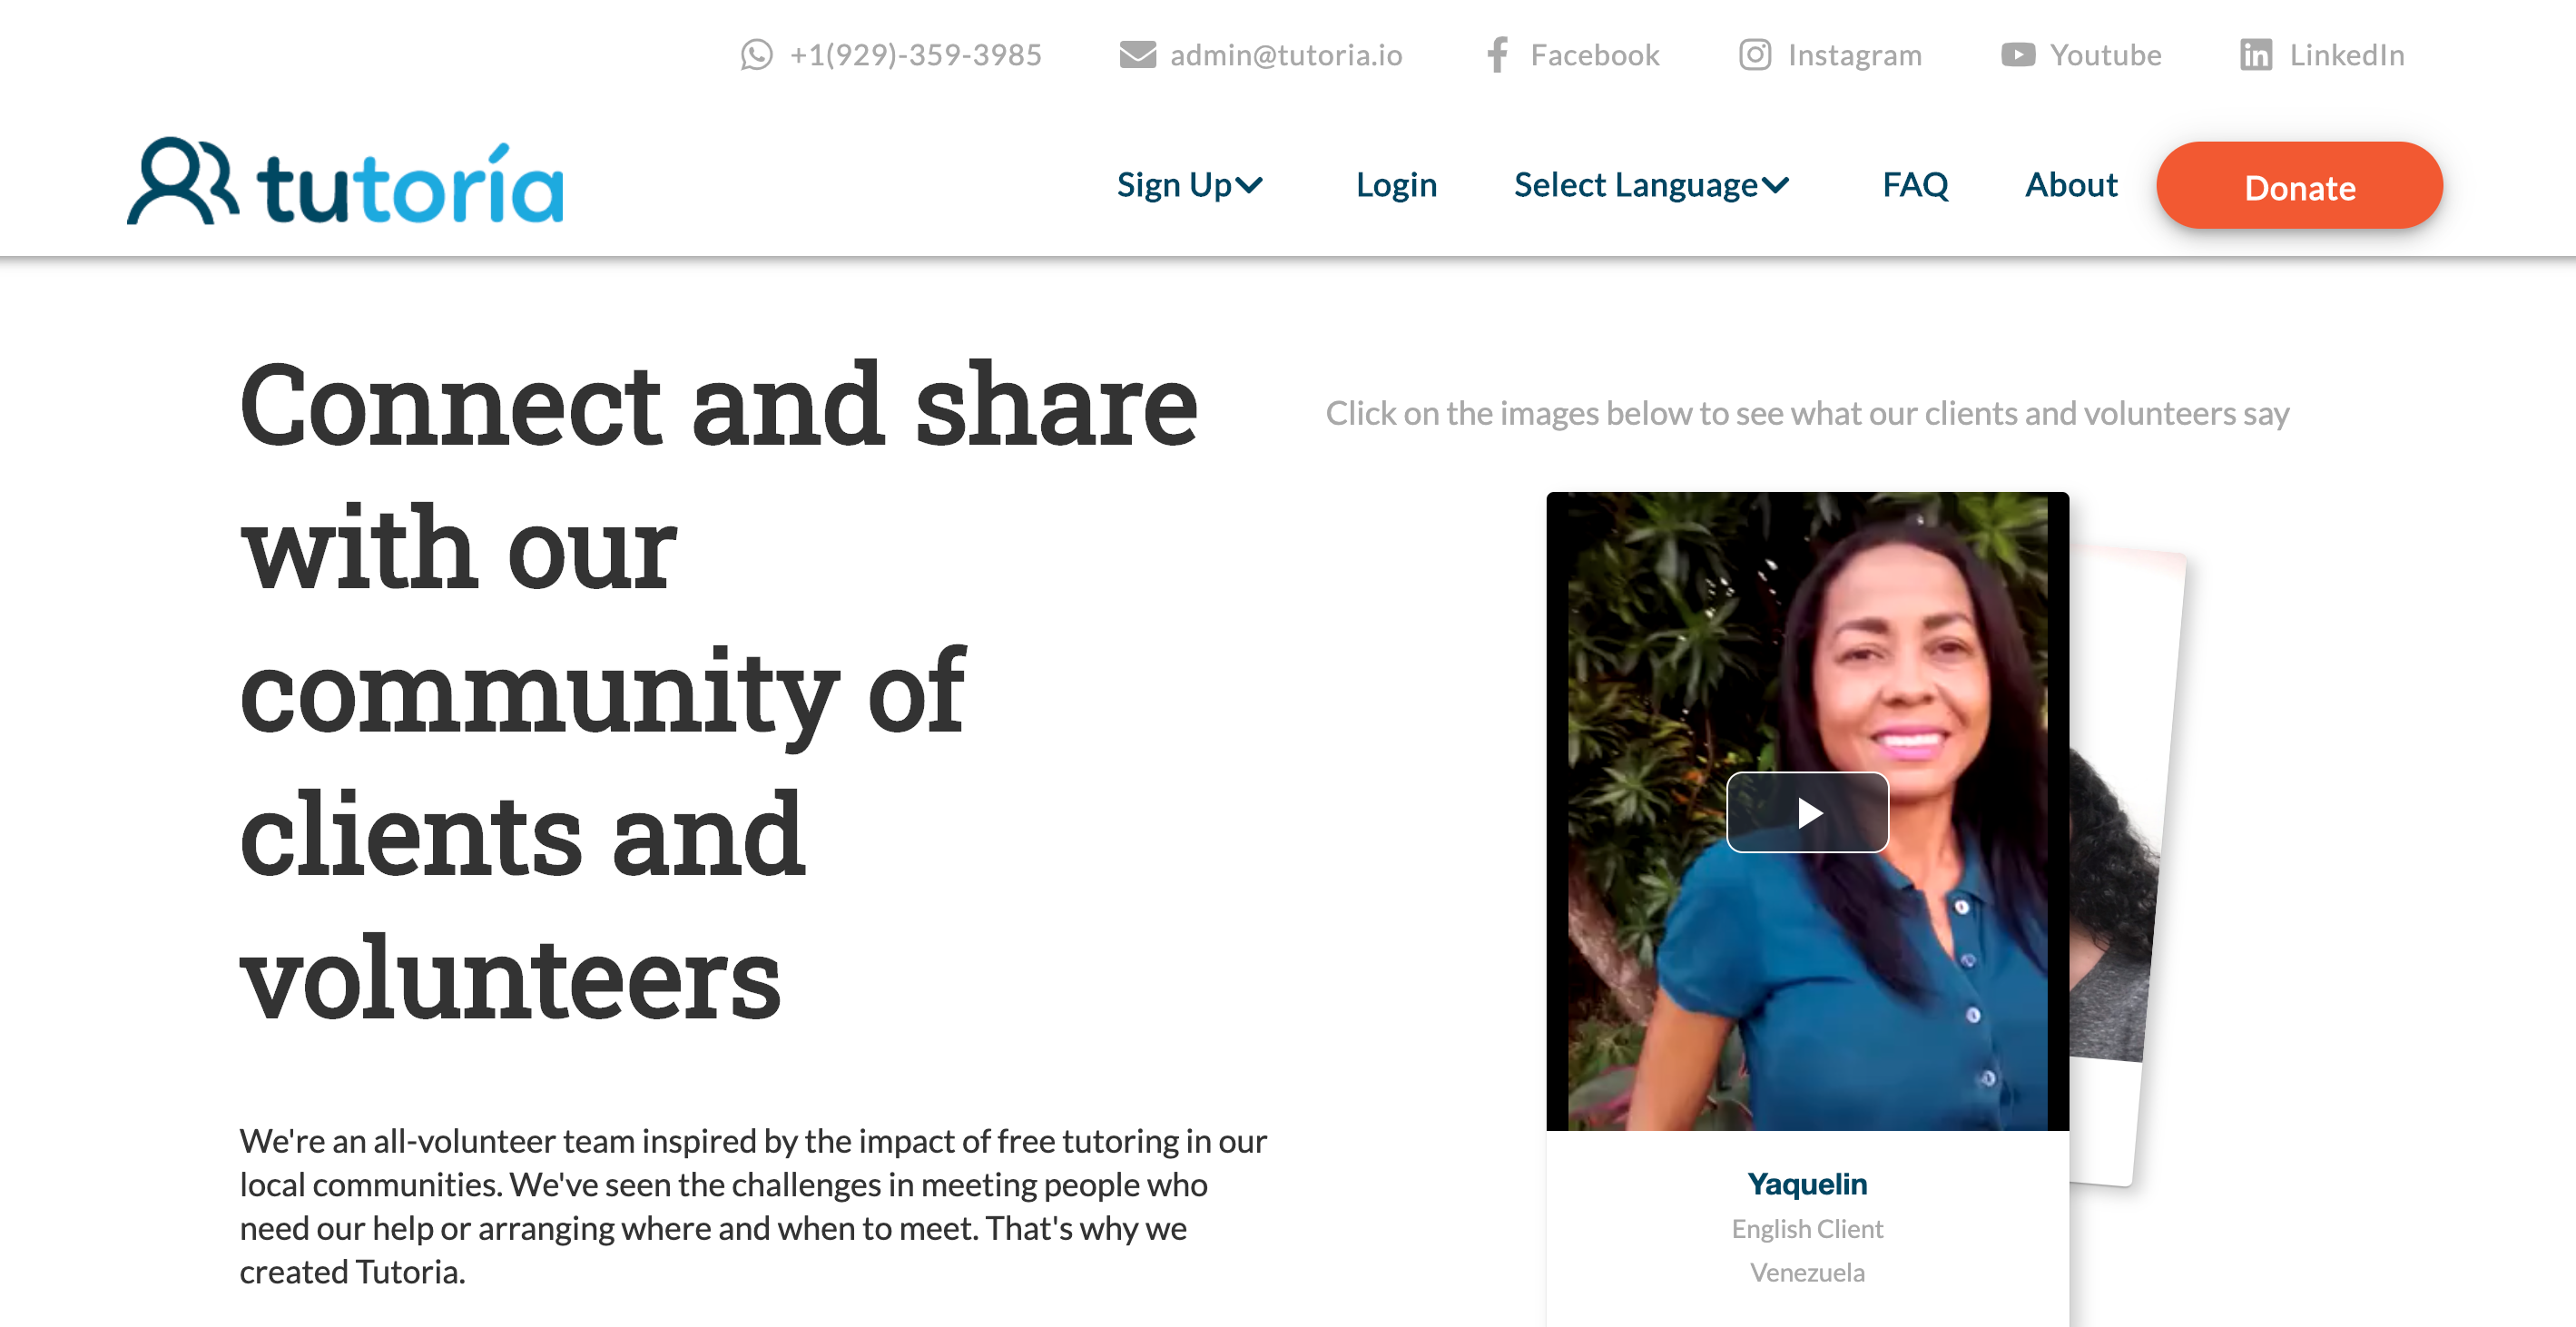 +1(929)-359-3985 admin@tutoria.io Facebook Instagram Youtube LinkedIn
tutoría
Sign Up Login Select Language FAQ About Donate
Connect and share
with our
community of
clients and
volunteers
We're an all-volunteer team inspired by the impact of free tutoring in our
local communities. We've seen the challenges in meeting people who
need our help or arranging where and when to meet. That's why we
created Tutoria.
Click on the images below to see what our clients and volunteers say
Yaquelin
English Client
Venezuela